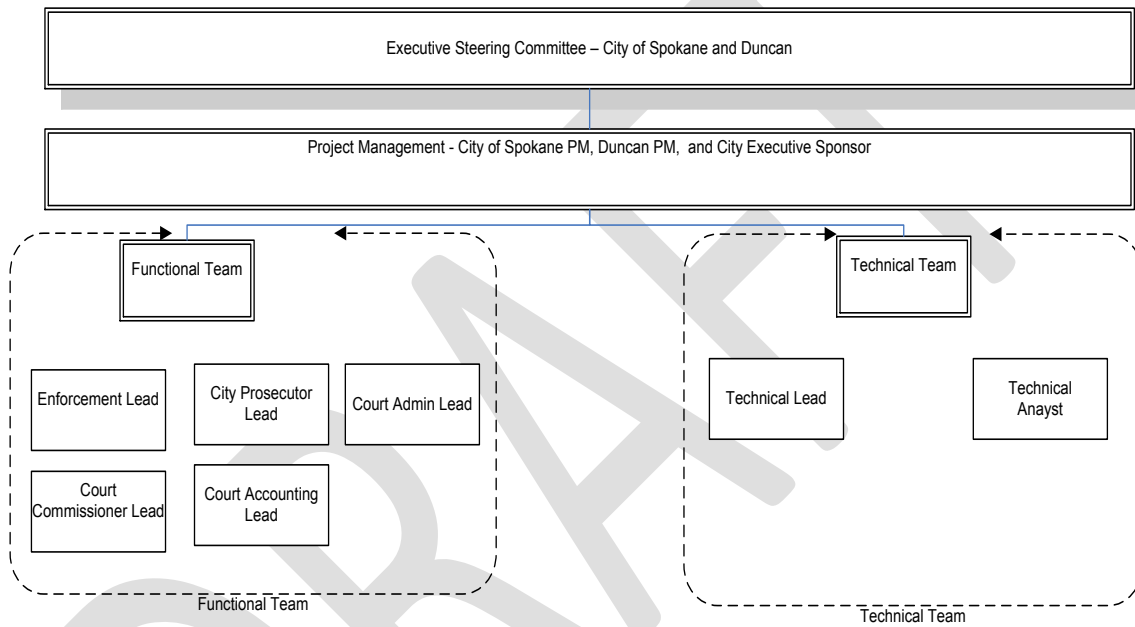 Executive Steering Committee – City of Spokane and Duncan
Project Management - City of Spokane PM, Duncan PM, and City Executive Sponsor
Functional Team
Technical Team
Enforcement Lead
City Prosecutor
Lead
Court Admin Lead
Technical Lead
Technical
Anayst
Court
Commissioner Lead
Court Accounting
Lead
Functional Team
Technical Team
DRAFT